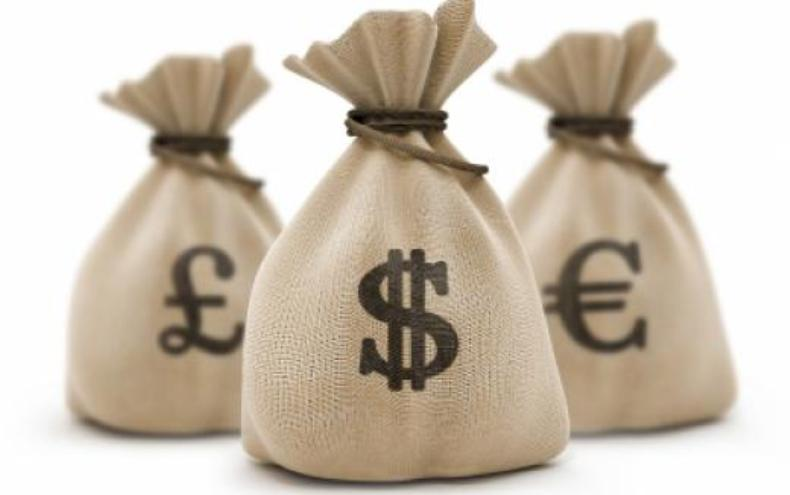 £ $ €